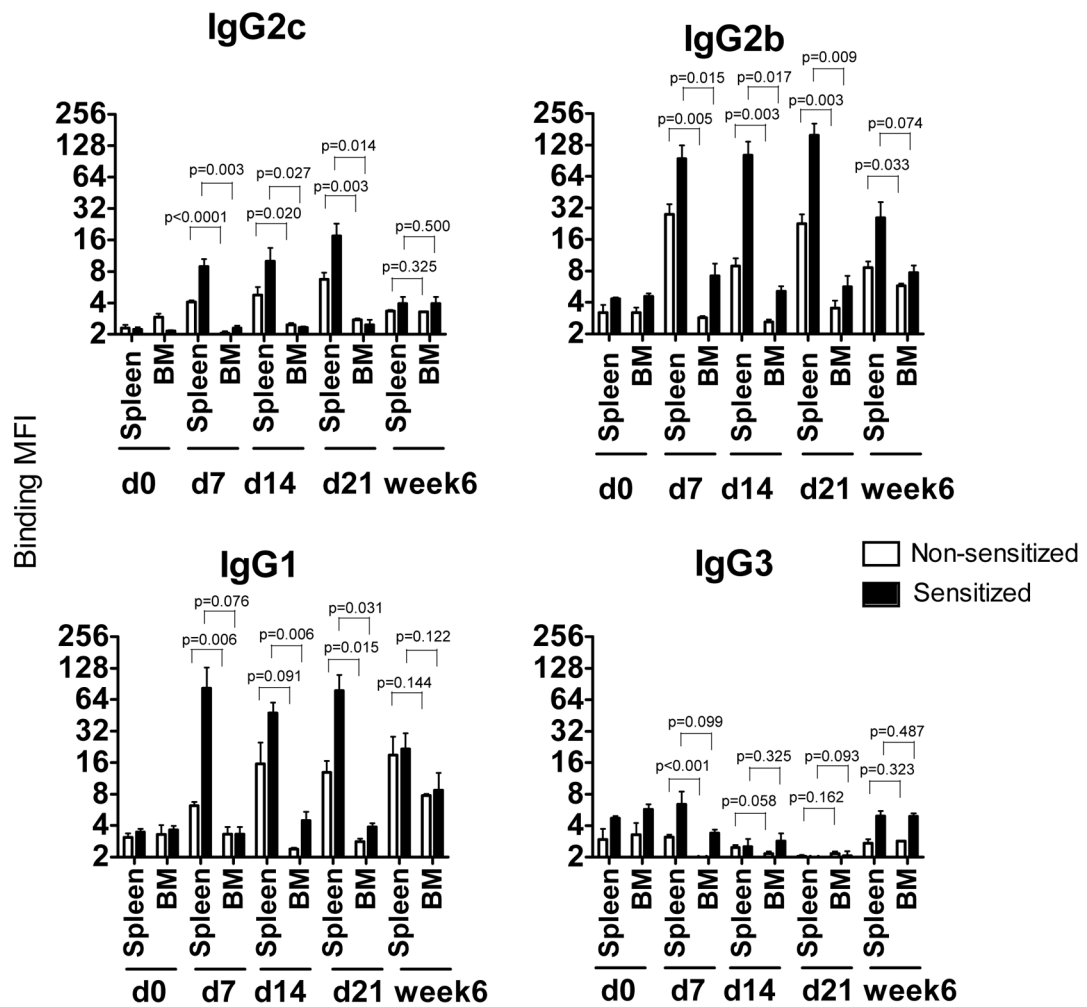 IgG2c
p=0.014
p=0.003
p=0.027
p=0.003
p<0.0001
p=0.020
p=0.500
p=0.325
256
128
64
32
16
8
4
2
Spleen BM Spleen BM Spleen BM Spleen BM Spleen BM
d0 d7 d14 d21 week6
IgG2b
p=0.009
p=0.015
p=0.017
p=0.003
p=0.005
p=0.003
p=0.074
p=0.033
256
128
64
32
16
8
4
2
Spleen BM Spleen BM Spleen BM Spleen BM Spleen BM
d0 d7 d14 d21 week6
Binding MFI
IgG1
p=0.076
p=0.031
p=0.006
p=0.006
p=0.015
p=0.122
p=0.091
p=0.144
256
128
64
32
16
8
4
2
Spleen BM Spleen BM Spleen BM Spleen BM Spleen BM
d0 d7 d14 d21 week6
IgG3
p=0.099
p=0.487
p=0.325
p=0.093
p<0.001
p=0.323
p=0.058
p=0.162
256
128
64
32
16
8
4
2
Spleen BM Spleen BM Spleen BM Spleen BM Spleen BM
d0 d7 d14 d21 week6
Non-sensitized
Sensitized